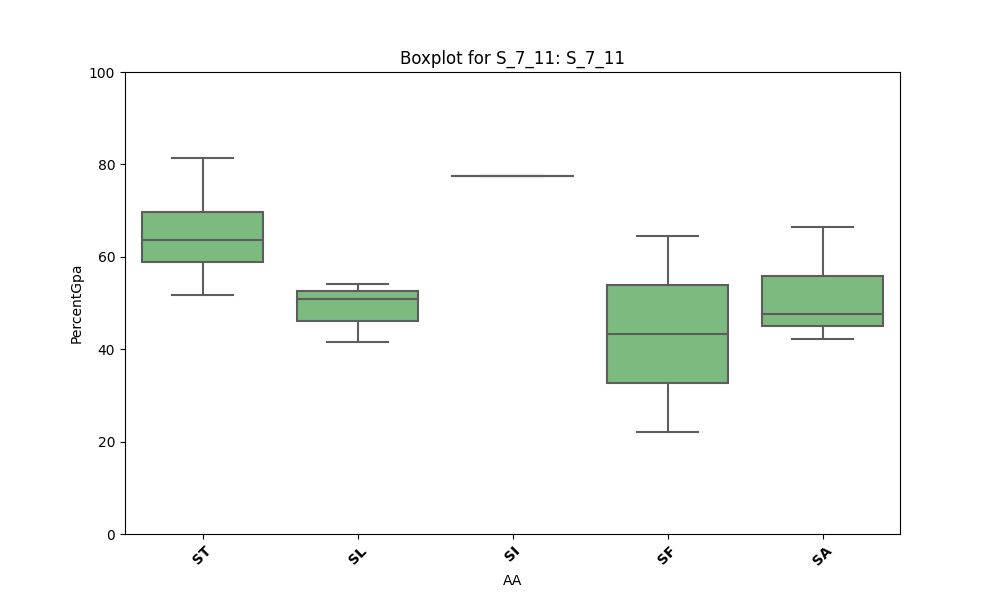 Boxplot for S_7_11: S_7_11
100
80
60
40
20
0
PercentGpa
ST
SL
SI
SF
SA
AA